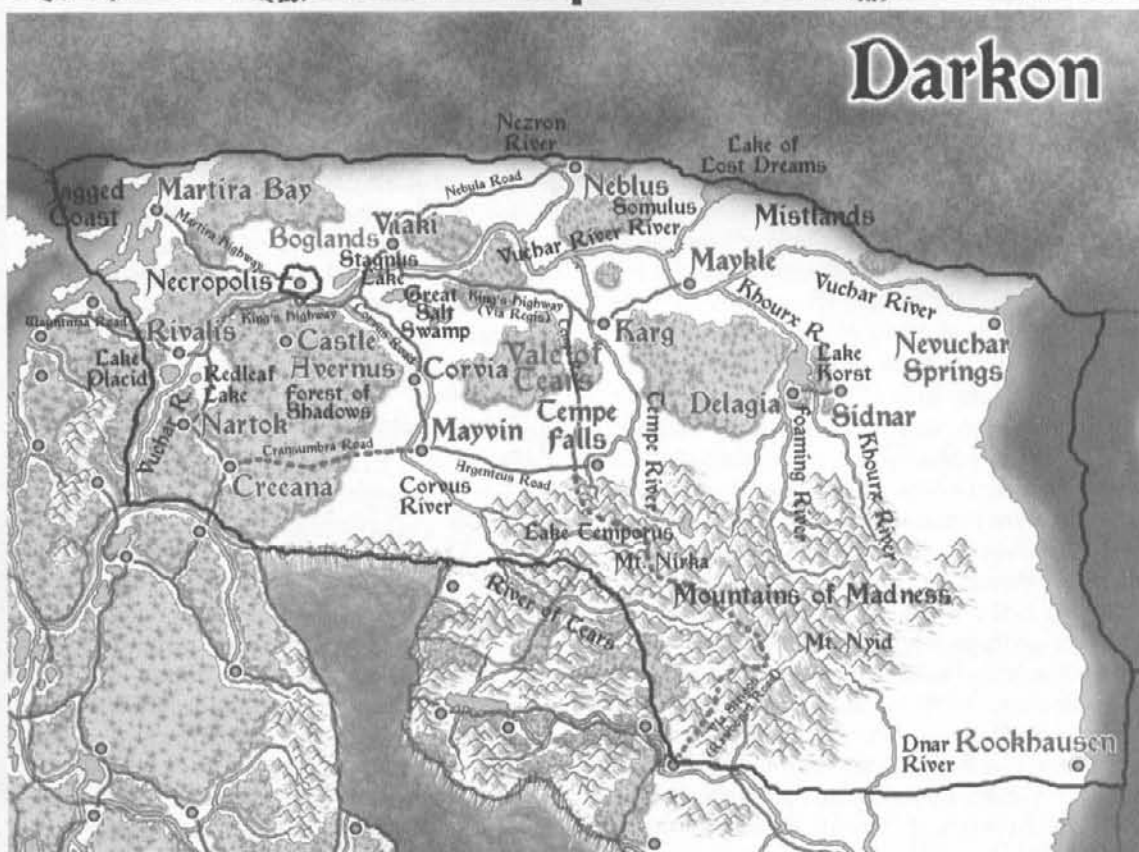 Darkon
Nezron
River
Lake of
Lost Dreams
Jagged
Coast
Martira Bay
Nebula Road
Neblus
Somulus
River
Mistlands
Martira Highway
Boglands
Viaki
Vuchar River
Necropolis
Stagnus
Lake
Maykle
King's Highway
(Via Regis)
Great
Salt
Swamp
Vuchar River
Khourx R.
King's Highway
Corvus Road
Karg
Nevuchar
Springs
Rivalis
Castle
Avernus
Lake
Placid
Vale of
Tears
Lake
Korst
Redleaf
Lake
Forest of
Shadows
Corvia
Delagia
Sidnar
Vuchar R.
Nartok
Mayvin
Tempe
Falls
Tempe River
Foaming River
Khourx River
Creeana
Argenteus Road
Corvus
River
Lake Temporus
Mt. Nirka
River of Tears
Mountains of Madness
Mt. Nyid
Dnar
River
Rookhausen